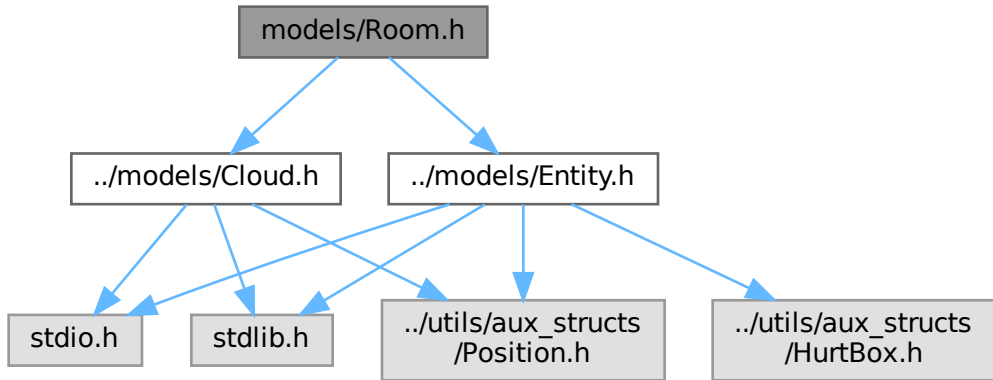 models/Room.h
../models/Cloud.h
../models/Entity.h
stdio.h
stdlib.h
../utils/aux_structs
/Position.h
../utils/aux_structs
/HurtBox.h